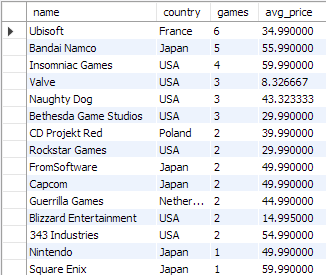 name country games avg_price
Ubisoft France 6 34.990000
Bandai Namco Japan 5 55.990000
Insomniac Games USA 4 59.990000
Valve USA 3 8.326667
Naughty Dog USA 3 43.323333
Bethesda Game Studios USA 3 29.990000
CD Projekt Red Poland 2 39.990000
Rockstar Games USA 2 29.990000
FromSoftware Japan 2 49.990000
Capcom Japan 2 49.990000
Guerrilla Games Nether... 2 44.990000
Blizzard Entertainment USA 2 14.995000
343 Industries USA 2 54.990000
Nintendo Japan 1 49.990000
Square Enix Japan 1 59.990000